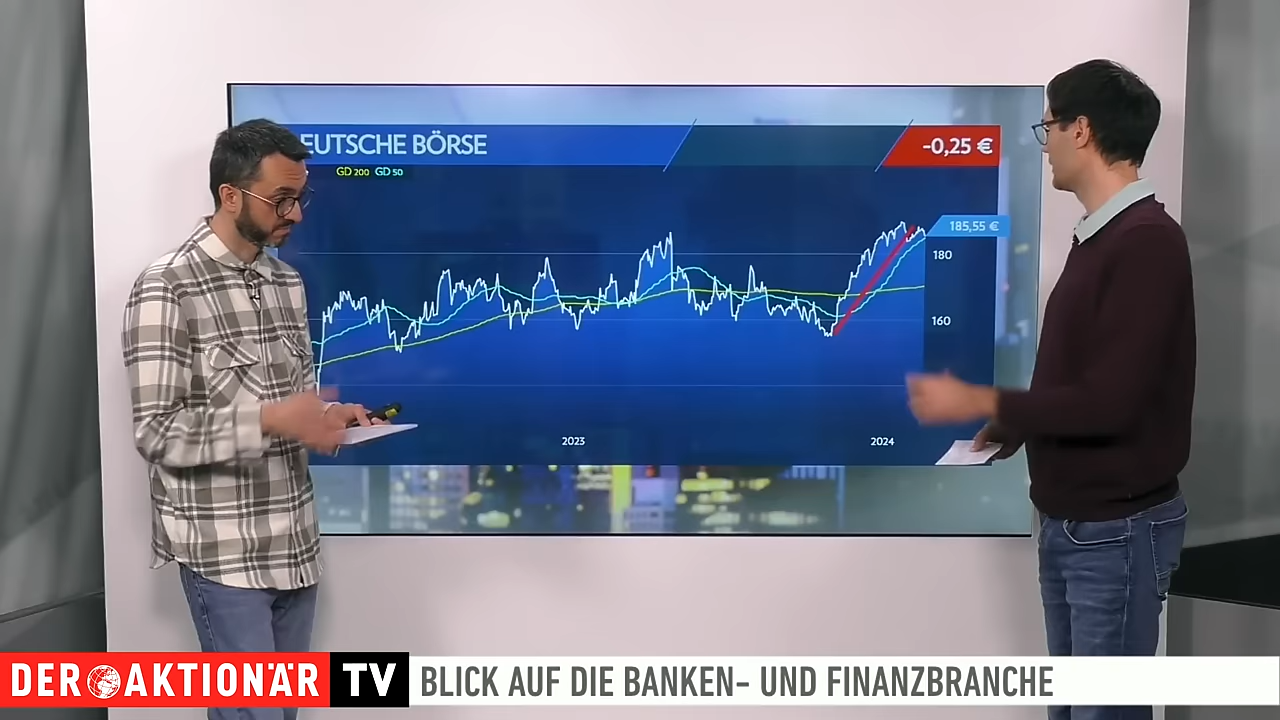 EUTSCHE BÖRSE
-0,25 €
GD 200 GD 50
185,55 €
180
160
2023
2024
DER AKTIONÄR TV
BLICK AUF DIE BANKEN- UND FINANZBRANCHE